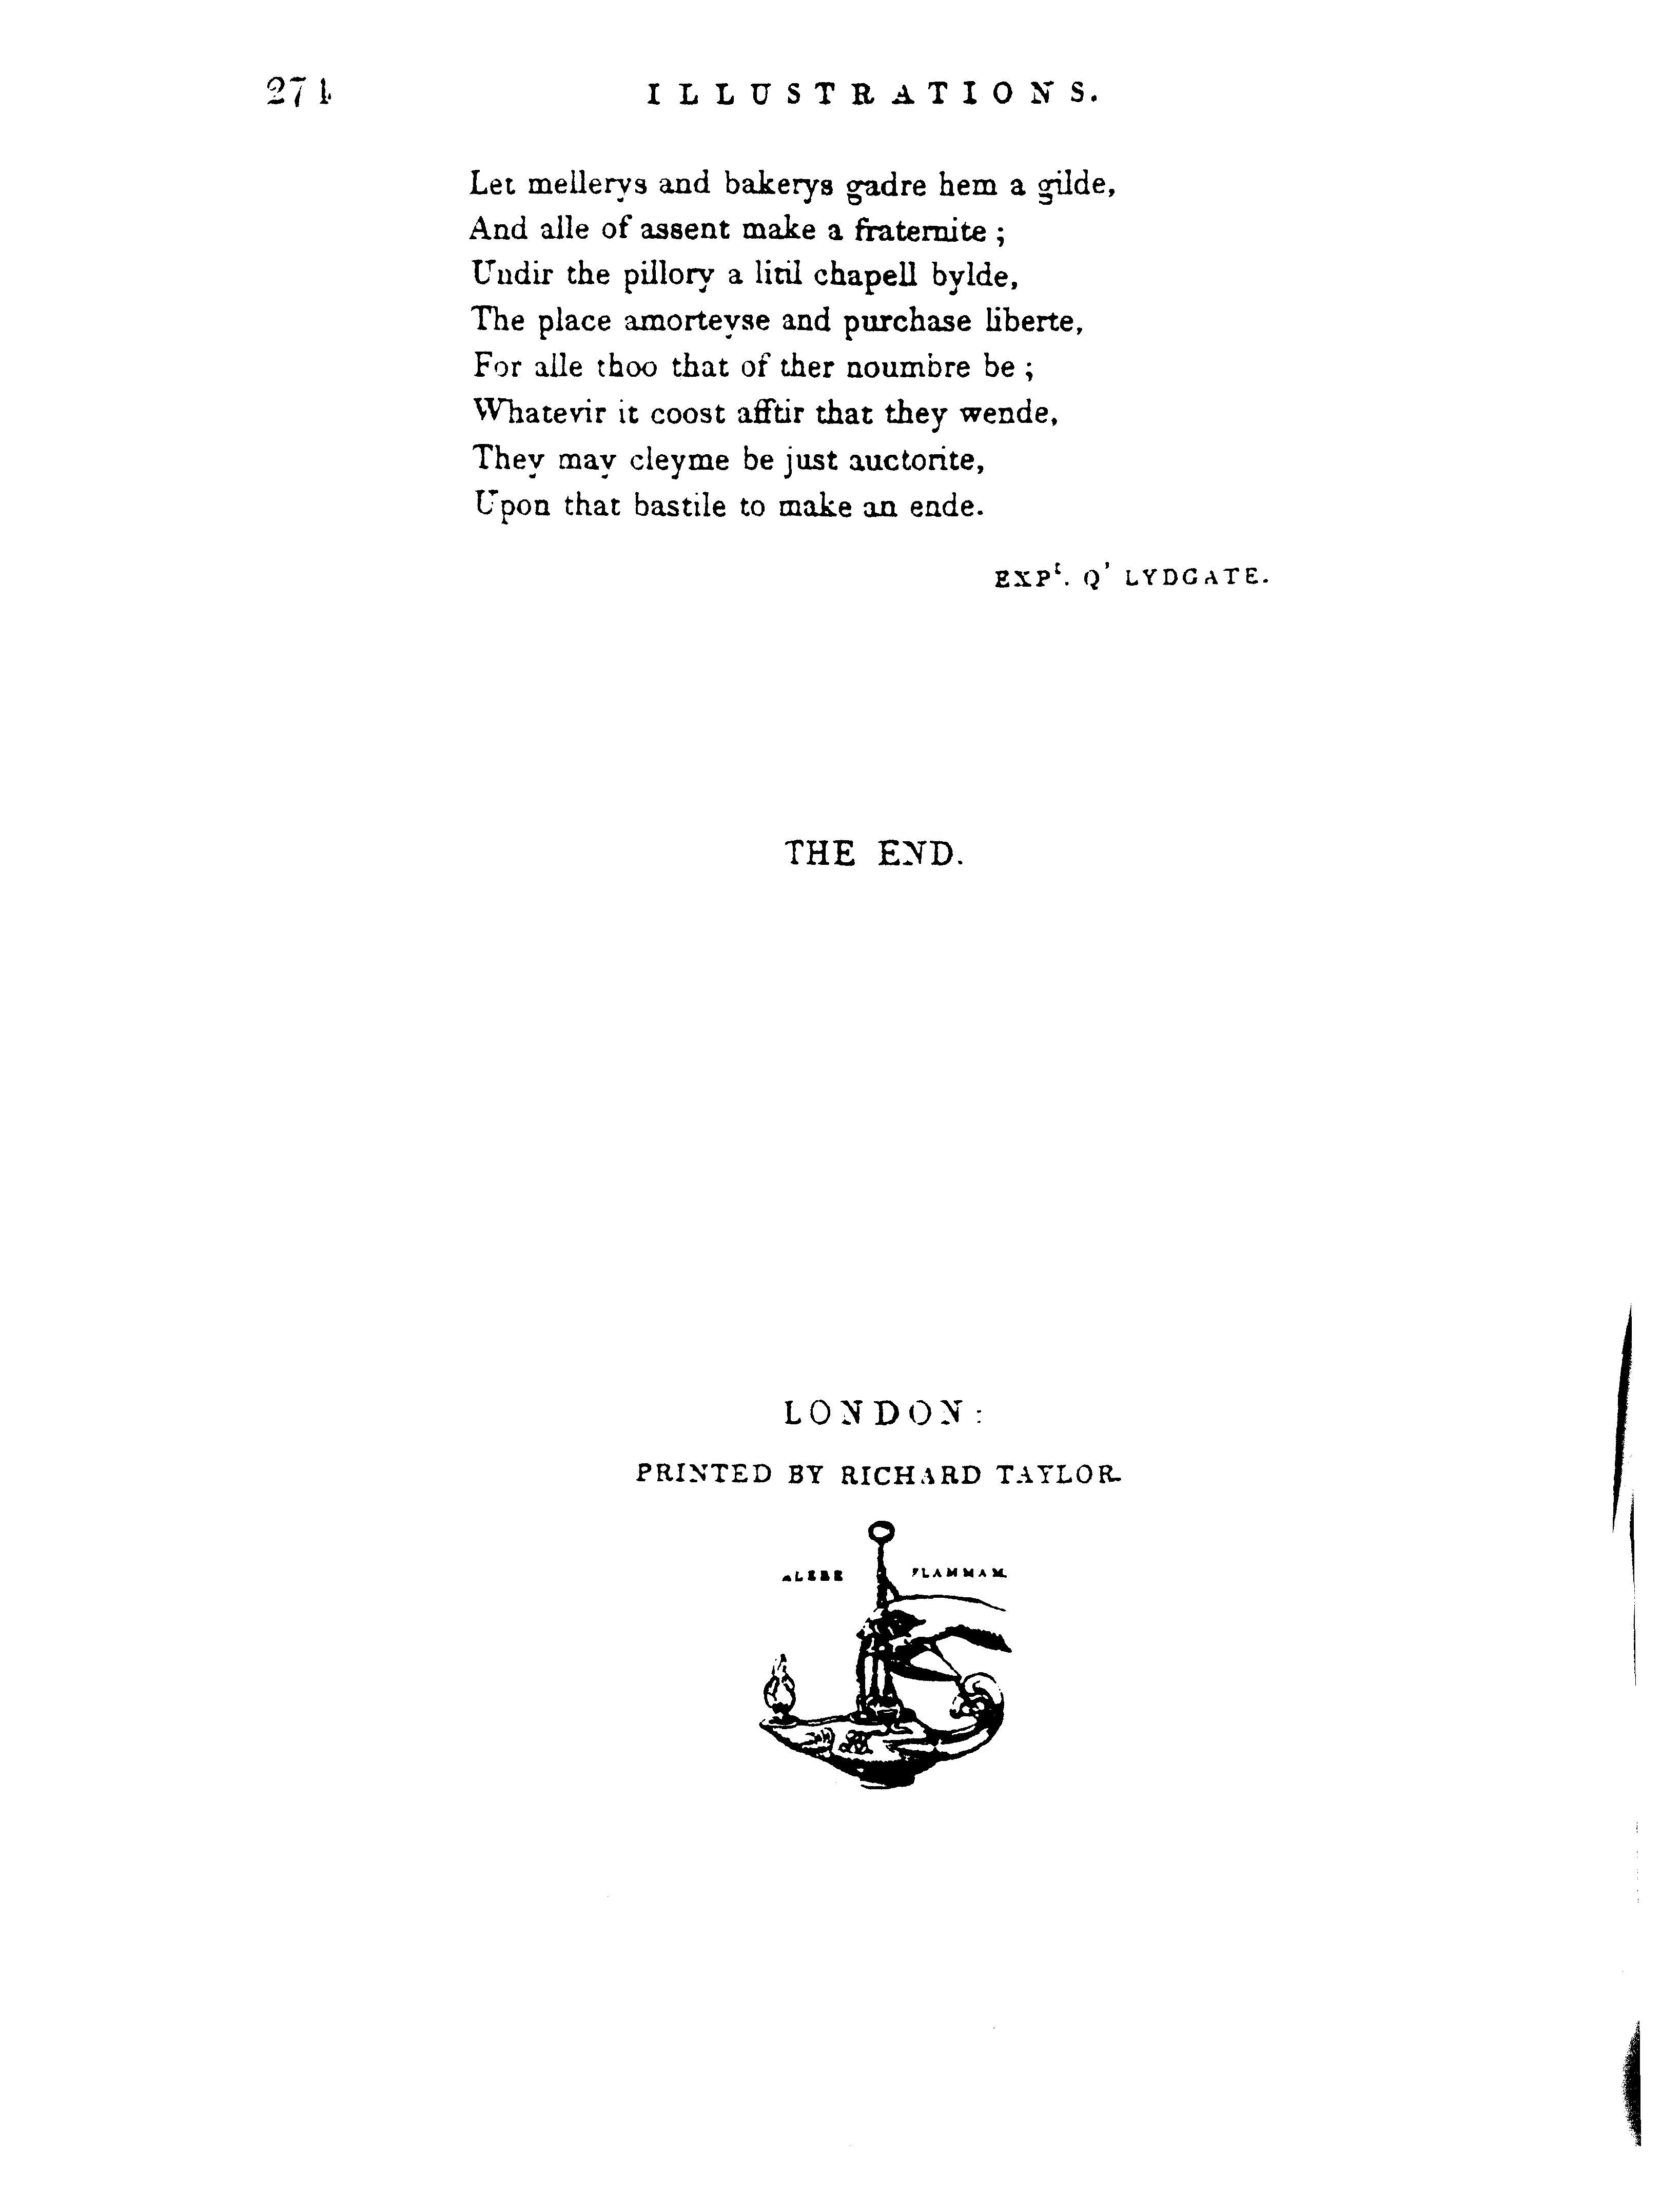 274 ILLUSTRATIONS.
Let mellerys and bakerys gadre hem a gilde,
And alle of assent make a fraternite ;
Undir the pillory a litil chapell bylde,
The place amorteyse and purchase liberte,
For alle thoo that of ther noumbre be ;
Whatevir it coost afftir that they wende,
They may cleyme be just auctorite,
Upon that bastile to make an ende.
EXPᵗ. Q' LYDGATE.
THE END.
LONDON:
PRINTED BY RICHARD TAYLOR.
ALERE FLAMMAM.